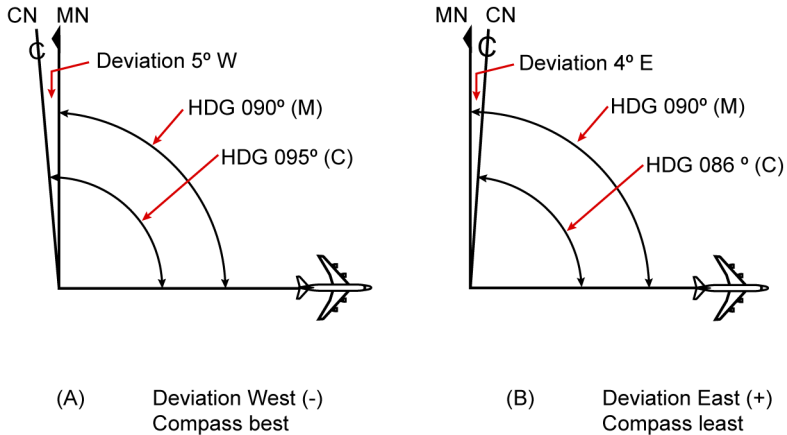 CN MN
C
Deviation 5º W
HDG 090º (M)
HDG 095º (C)
(A) Deviation West (-)
Compass best
MN CN
C
Deviation 4º E
HDG 090º (M)
HDG 086 º (C)
(B) Deviation East (+)
Compass least